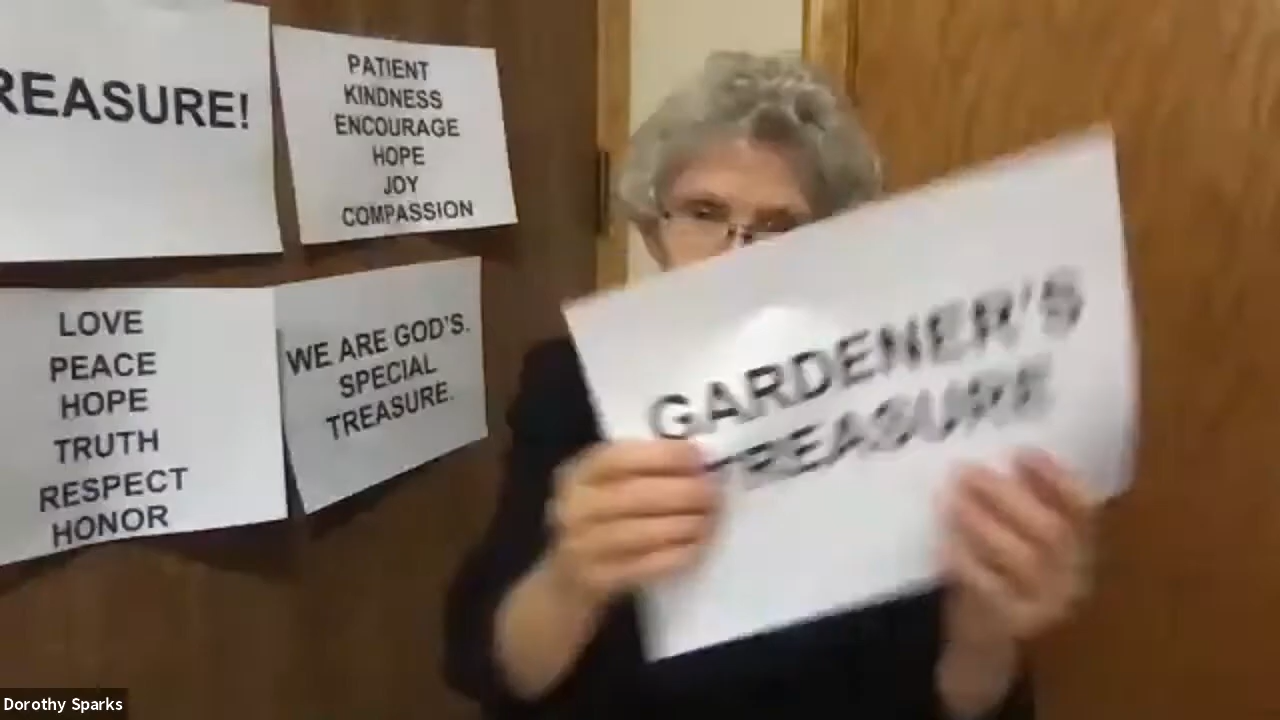 REASURE!
PATIENT
KINDNESS
ENCOURAGE
HOPE
JOY
COMPASSION
LOVE
PEACE
HOPE
TRUTH
RESPECT
HONOR
WE ARE GOD'S.
SPECIAL
TREASURE.
GARDENER'S
TREASURE
Dorothy Sparks